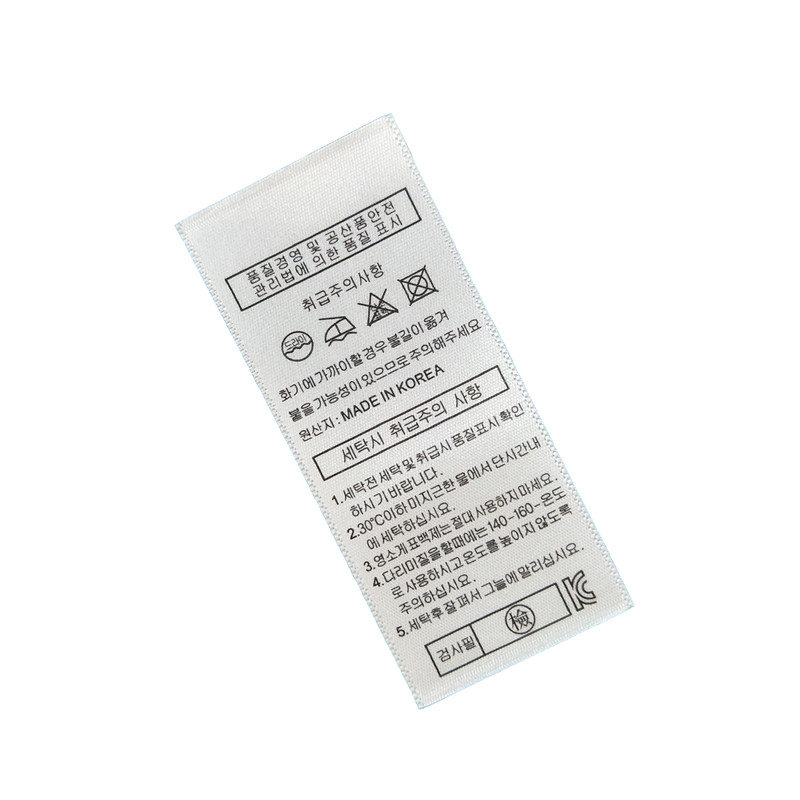 품질경영 및 공산품안전
관리법에 의한 품질 표시
취급주의사항
드라이
화기에 가까이할 경우 불길이 옮겨
붙을 가능성이 있으므로 주의해주세요
원산지 : MADE IN KOREA
세탁시 취급주의 사항
1.세탁전 세탁 및 취급시 품질표시 확인
하시기 바랍니다.
2.30°C이하 미지근한 물에서 단시간내
에 세탁하십시요.
3.염소계 표백제는 절대 사용하지 마세요.
4.다리미질을 할때에는 140-160-온도
로 사용하시고 온도를 높이지 않도록
주의하십시요.
5.세탁후 잘 펴서 그늘에 말리십시요.
검사필 檢